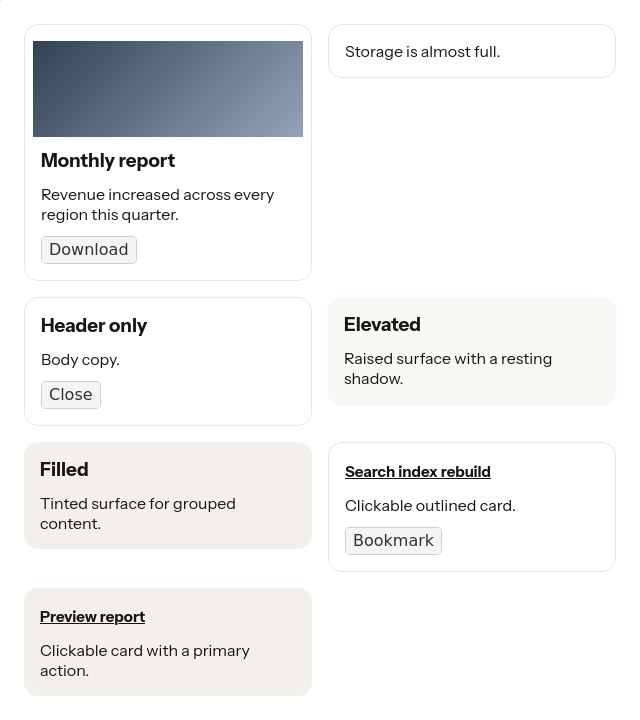 Monthly report
Revenue increased across every
region this quarter.
Download
Storage is almost full.
Header only
Body copy.
Close
Elevated
Raised surface with a resting
shadow.
Filled
Tinted surface for grouped
content.
Search index rebuild
Clickable outlined card.
Bookmark
Preview report
Clickable card with a primary
action.